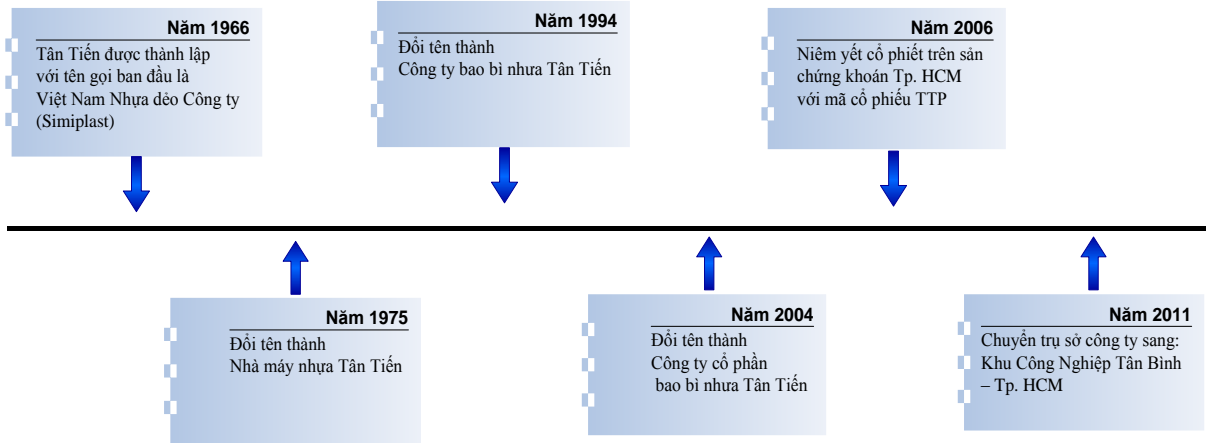 Năm 1966
Tân Tiến được thành lập
với tên gọi ban đầu là
Việt Nam Nhựa dẻo Công ty
(Simiplast)
Năm 1975
Đổi tên thành
Nhà máy nhựa Tân Tiến
Năm 1994
Đổi tên thành
Công ty bao bì nhưa Tân Tiến
Năm 2004
Đổi tên thành
Công ty cổ phần
bao bì nhưa Tân Tiến
Năm 2006
Niêm yết cổ phiết trên sản
chứng khoán Tp. HCM
với mã cổ phiếu TTP
Năm 2011
Chuyển trụ sở công ty sang:
Khu Công Nghiệp Tân Bình
– Tp. HCM